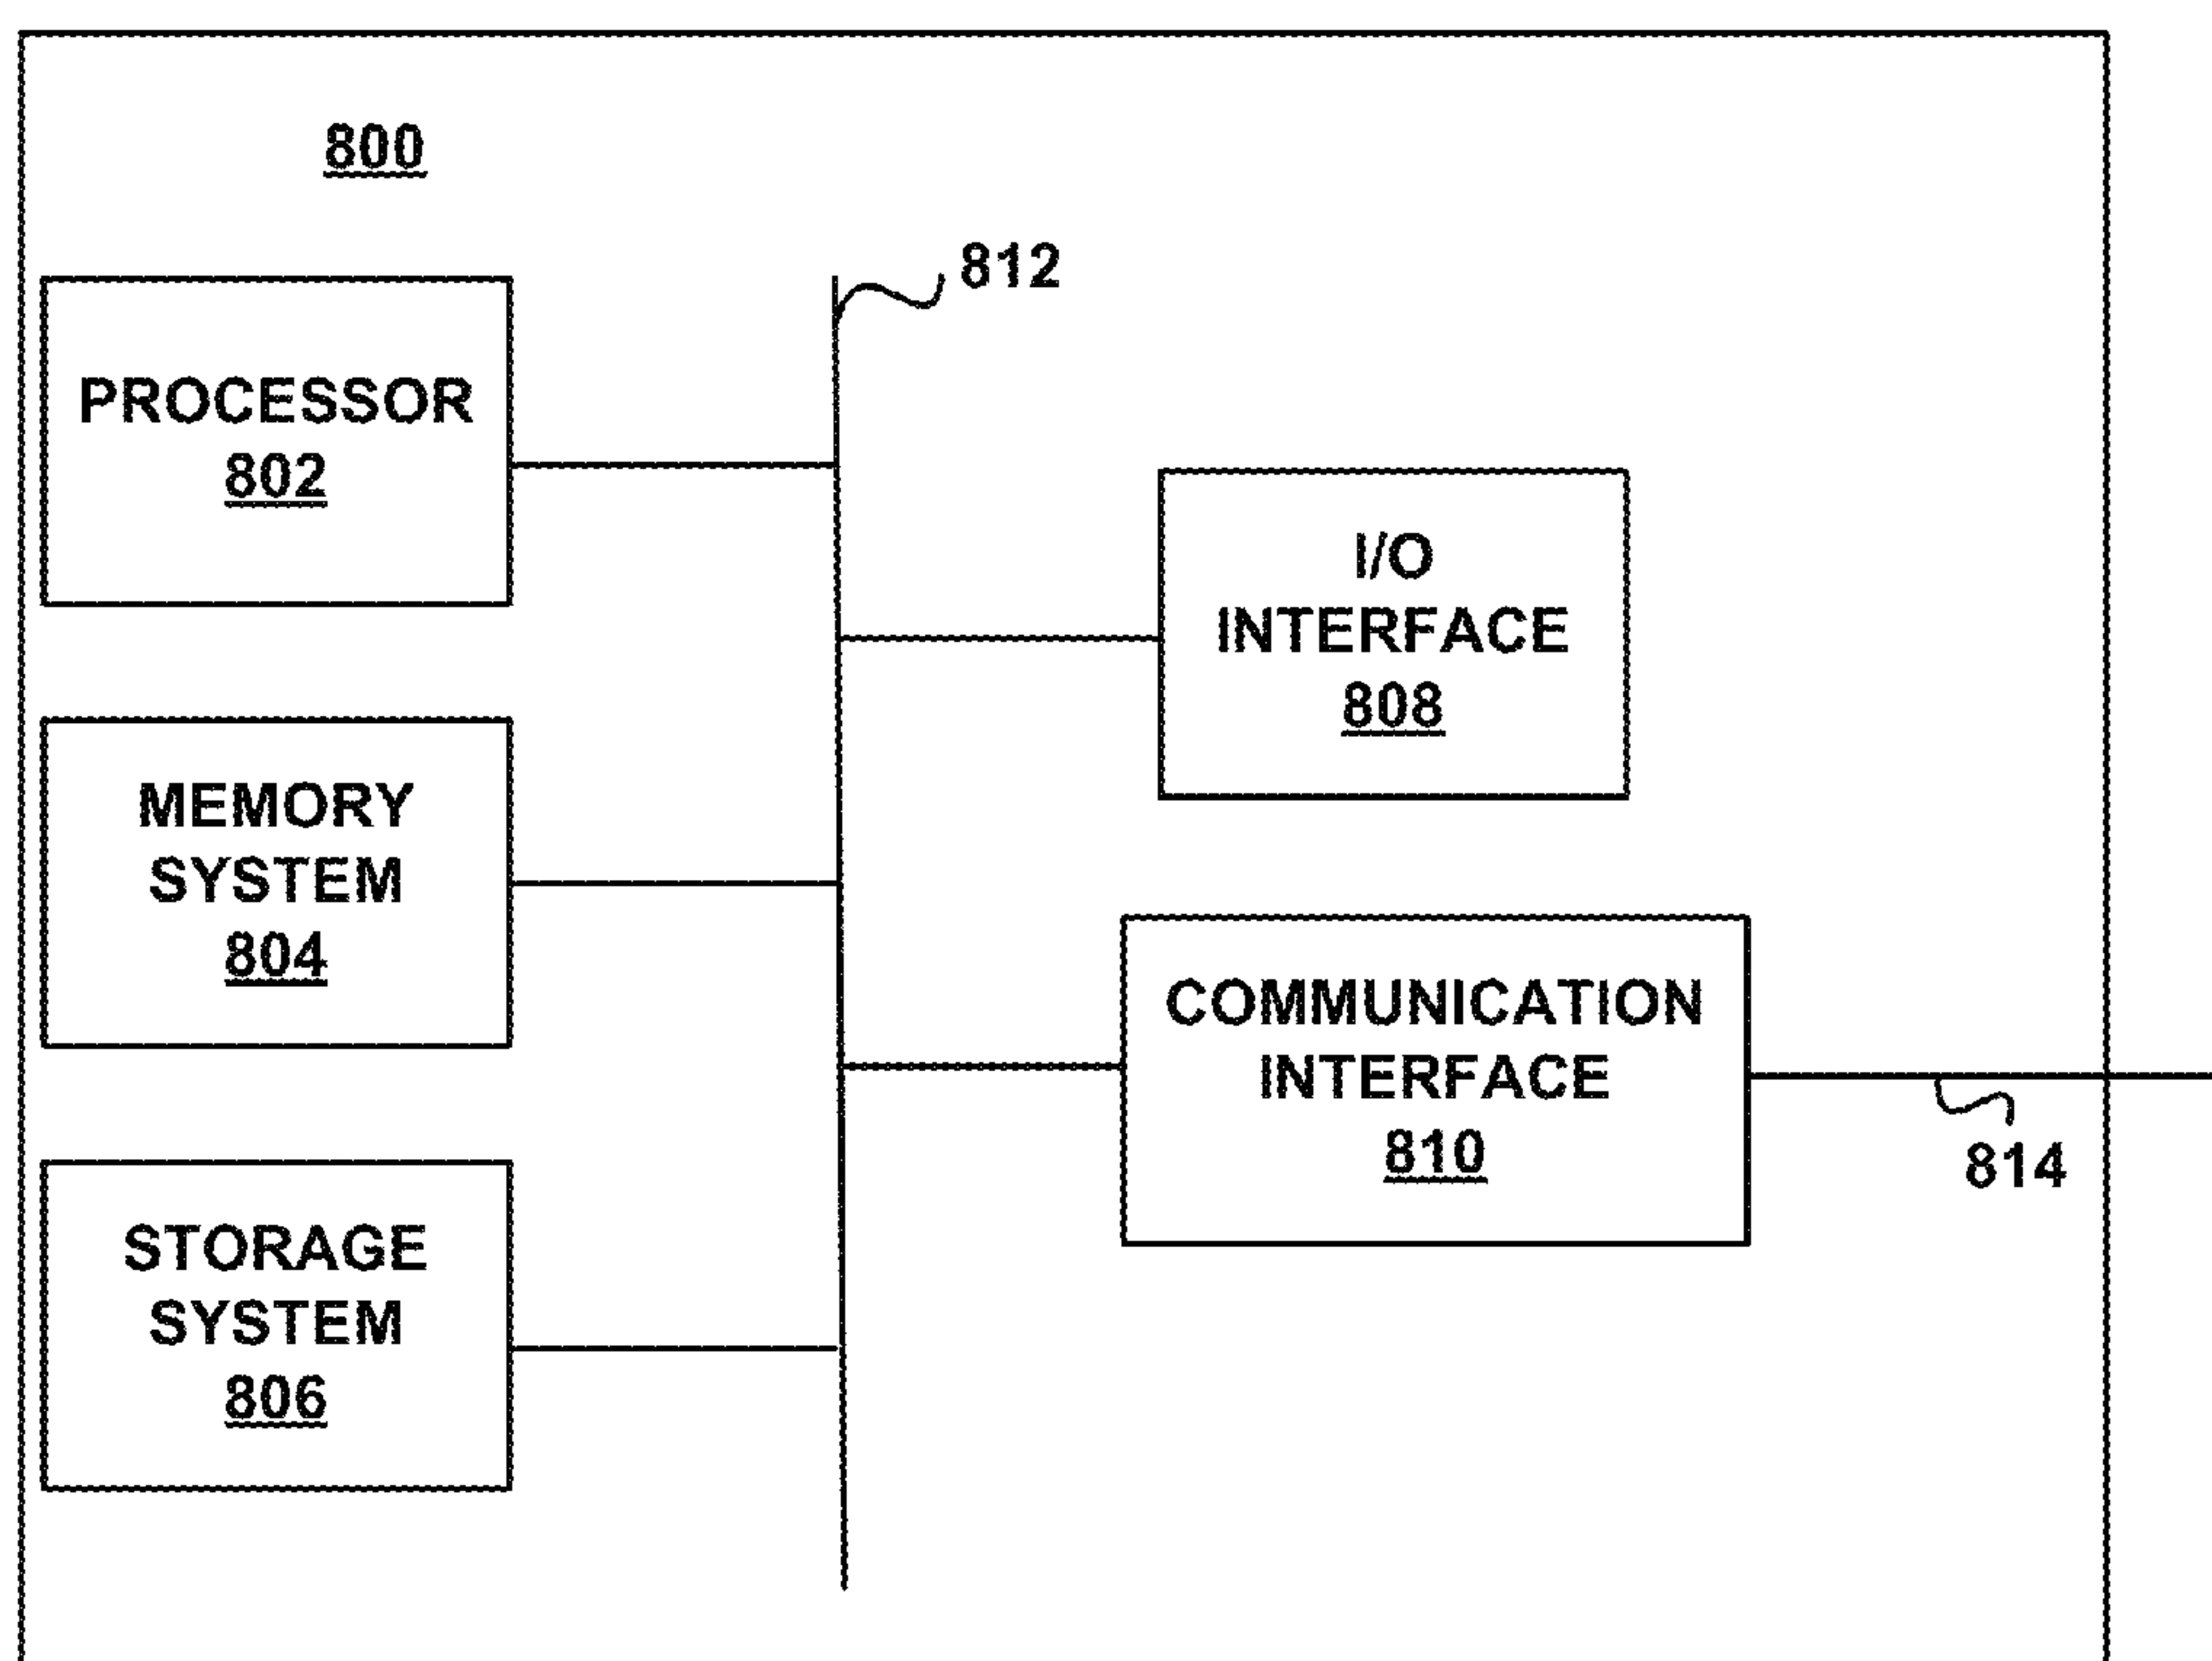 800
812
PROCESSOR
802
I/O
INTERFACE
808
MEMORY
SYSTEM
804
COMMUNICATION
INTERFACE
810
814
STORAGE
SYSTEM
806